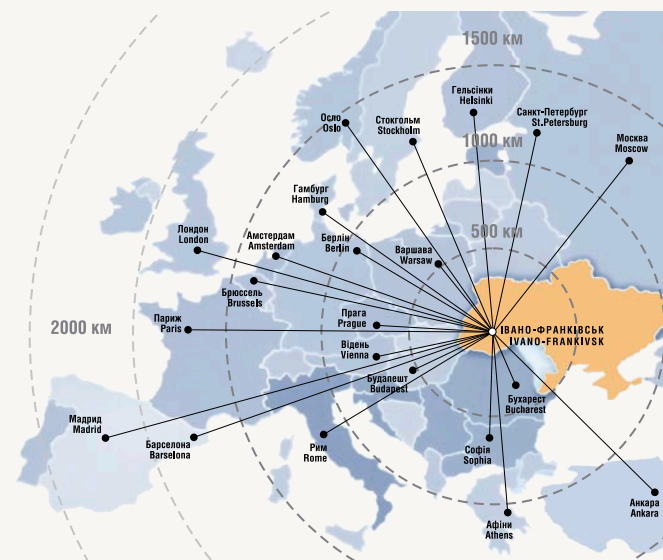 1500 км
Гельсінки
Helsinki
Санкт-Петербург
St.Petersburg
Осло
Oslo
Стокгольм
Stockholm
1000 км
Москва
Moscow
Гамбург
Hamburg
Лондон
London
Амстердам
Amsterdam
Берлін
Berlin
500 км
Варшава
Warsaw
Брюссель
Brussels
Париж
Paris
2000 км
Прага
Prague
ІВАНО-ФРАНКІВСЬК
IVANO-FRANKIVSK
Відень
Vienna
Будапешт
Budapest
Бухарест
Bucharest
Мадрид
Madrid
Барселона
Barselona
Рим
Rome
Софія
Sophia
Анкара
Ankara
Афіни
Athens